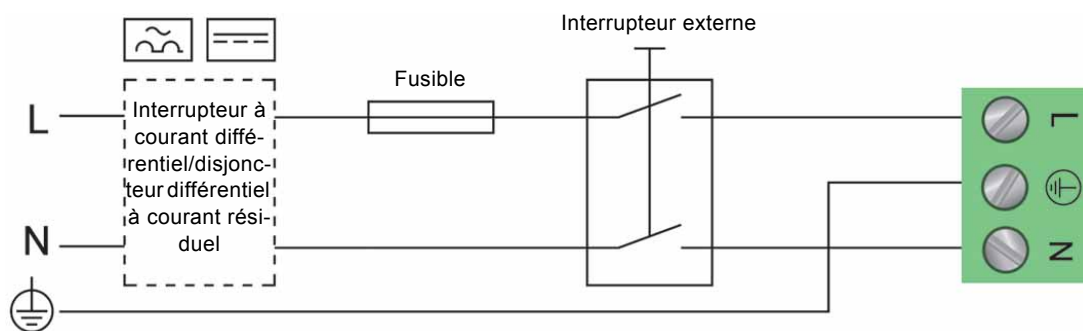 Interrupteur externe
Fusible
L
Interrupteur à
courant diffé-
rentiel/disjonc-
teur différentiel
à courant rési-
duel
N
L
N